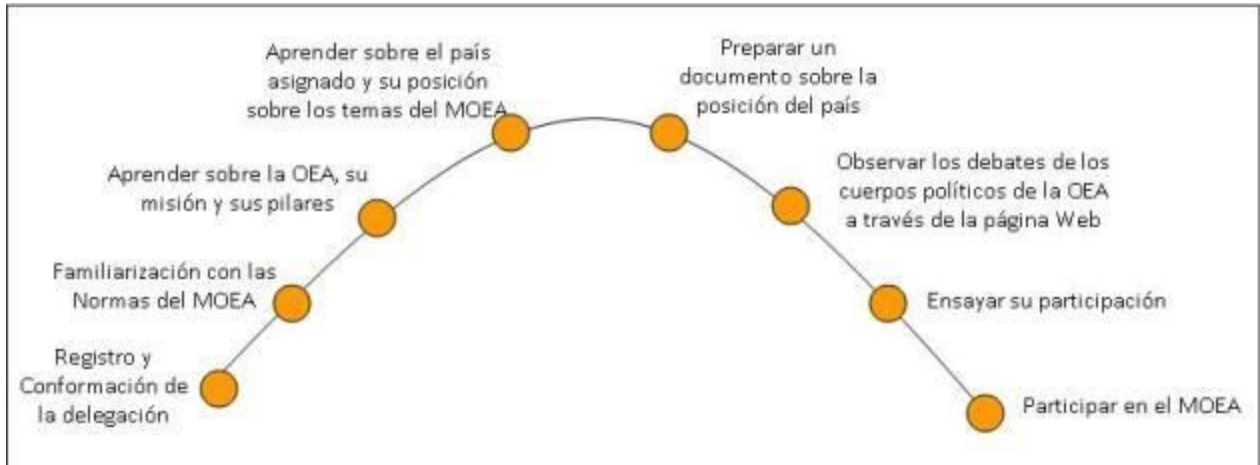 Registro y
Conformación de
la delegación
Familiarización con las
Normas del MOEA
Aprender sobre la OEA, su
misión y sus pilares
Aprender sobre el país
asignado y su posición
sobre los temas del MOEA
Preparar un
documento sobre la
posición del país
Observar los debates de los
cuerpos políticos de la OEA
a través de la página Web
Ensayar su participación
Participar en el MOEA